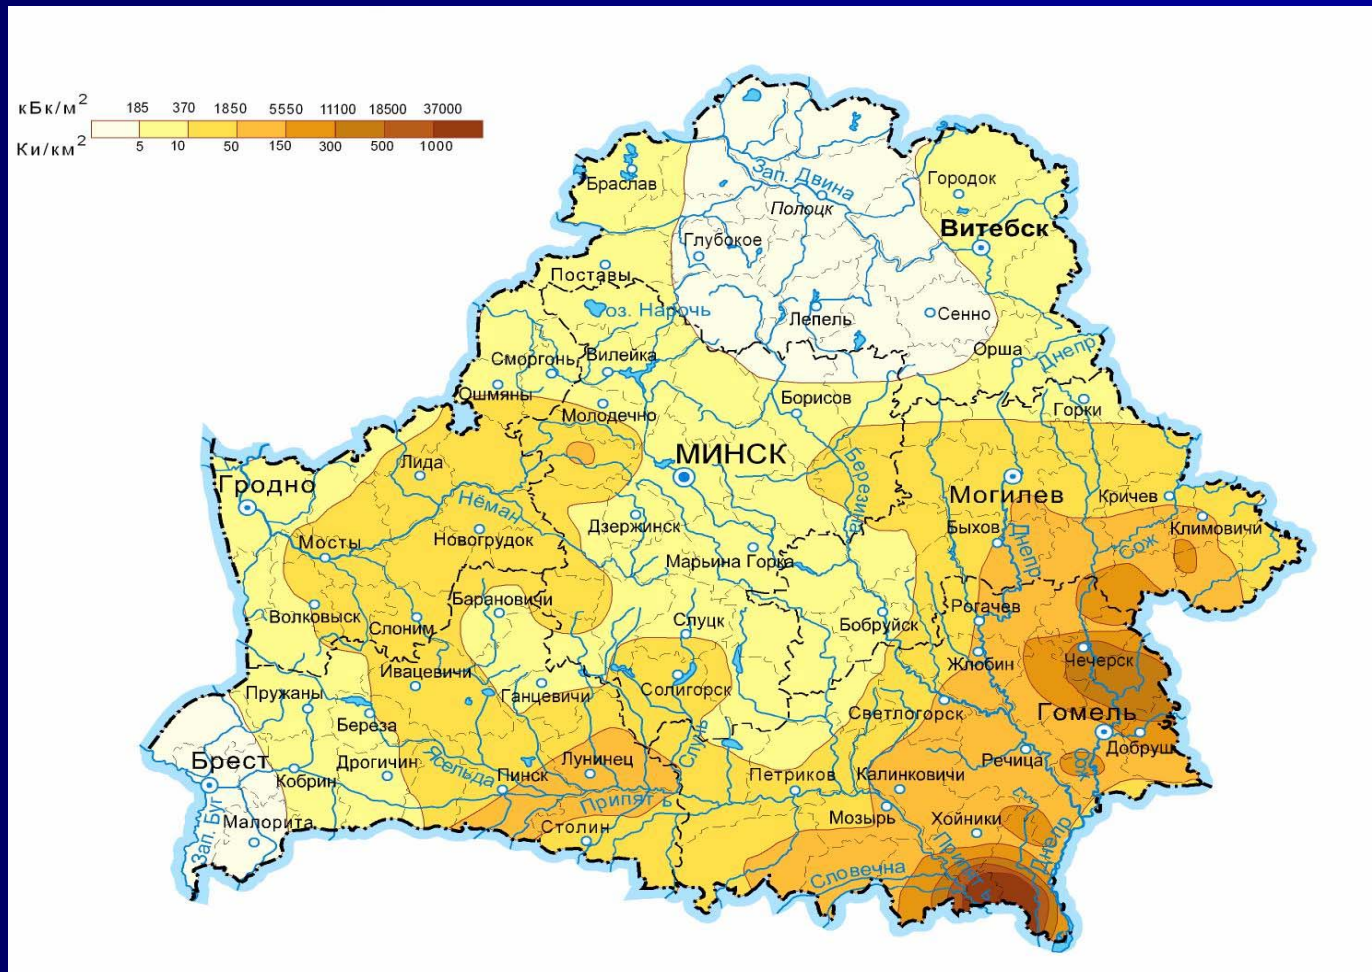 кБк/м²
185 370 1850 5550 11100 18500 37000
Ки/км²
5 10 50 150 300 500 1000
Браслав
Зап. Двина
Городок
Полоцк
Витебск
Глубокое
Поставы
оз. Нарочь
Лепель
Сенно
Орша
Днепр
Сморгонь
Вилейка
Ошмяны
Молодечно
Борисов
Горки
МИНСК
Лида
Березина
Гродно
Могилев
Кричев
Нёман
Дзержинск
Быхов
Климовичи
Мосты
Новогрудок
Марьина Горка
Днепр
Сож
Барановичи
Рогачев
Волковыск
Слоним
Слуцк
Бобруйск
Жлобин
Чечерск
Ивацевичи
Солигорск
Пружаны
Ганцевичи
Светлогорск
Гомель
Береза
Случь
Добруш
Брест
Дрогичин
Ясельда
Лунинец
Речица
Кобрин
Пинск
Петриков
Калинковичи
Сож
Припять
Малорита
Столин
Мозырь
Хойники
Зап. Буг
Словечна
Днепр